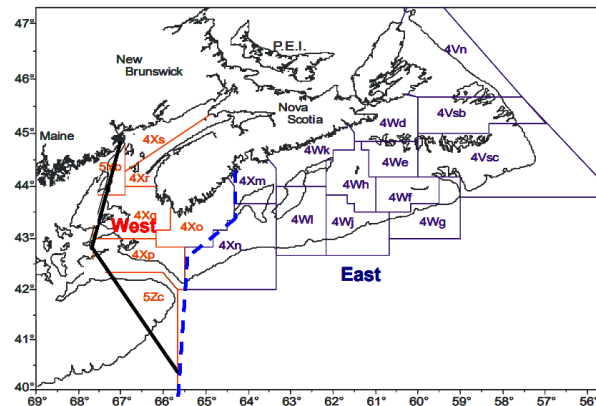 47°
46°
45°
44°
43°
42°
41°
40°
New
Brunswick
P.E.I.
Nova
Scotia
Maine
4Vn
4Vsb
4Vsc
4Wd
4We
4Wk
4Wh
4Wf
4Wg
4Wj
4Wl
4Xm
4Xn
4Xo
4Xs
4Xr
4Xp
5Zc
West
East
69° 68° 67° 66° 65° 64° 63° 62° 61° 60° 59° 58° 57° 56°